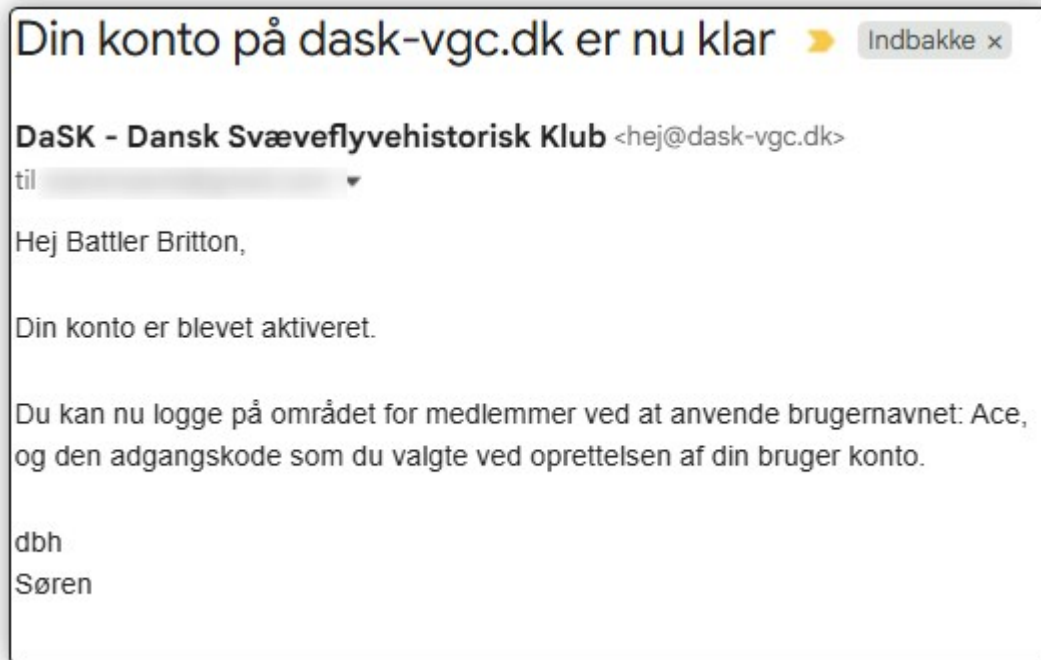 Din konto på dask-vgc.dk er nu klar Indbakke ×
DaSK - Dansk Svæveflyvehistorisk Klub <hej@dask-vgc.dk>
til
Hej Battler Britton,
Din konto er blevet aktiveret.
Du kan nu logge på området for medlemmer ved at anvende brugernavnet: Ace,
og den adgangskode som du valgte ved oprettelsen af din bruger konto.
dbh
Søren